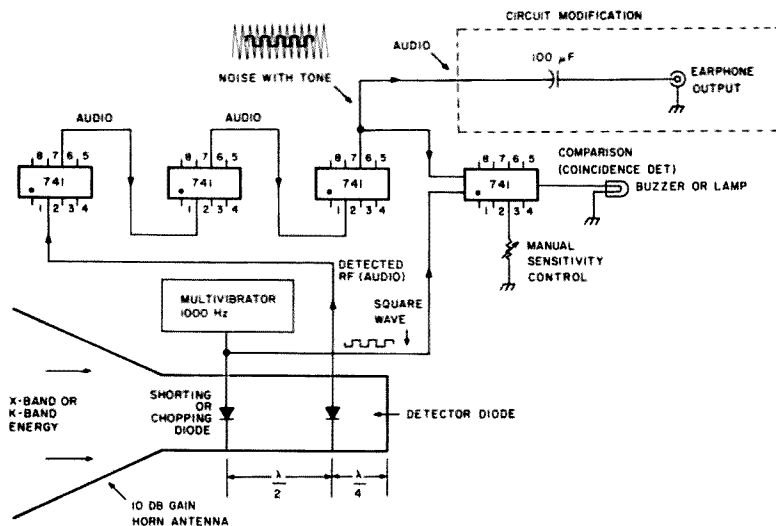 CIRCUIT MODIFICATION
AUDIO
100 µF
EARPHONE
OUTPUT
NOISE WITH TONE
AUDIO
AUDIO
8 7 6 5
741
1 2 3 4
8 7 6 5
741
1 2 3 4
8 7 6 5
741
1 2 3 4
8 7 6 5
741
1 2 3 4
COMPARISON
(COINCIDENCE DET)
BUZZER OR LAMP
MANUAL
SENSITIVITY
CONTROL
DETECTED
RF (AUDIO)
MULTIVIBRATOR
1000 Hz
SQUARE
WAVE
X-BAND OR
K-BAND
ENERGY
SHORTING
OR
CHOPPING
DIODE
DETECTOR DIODE
λ
2
λ
4
10 DB GAIN
HORN ANTENNA